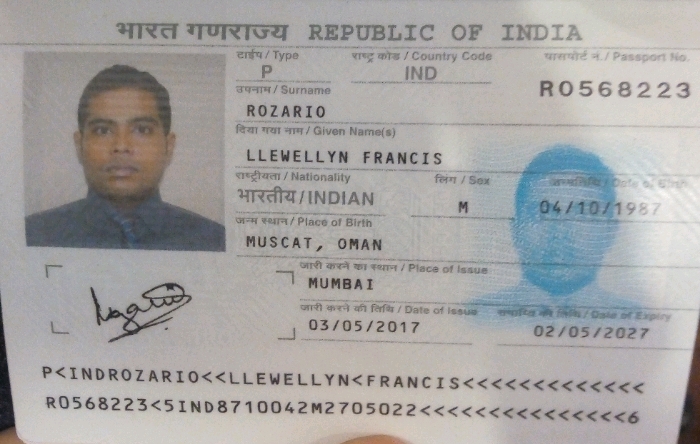 भारत गणराज्य REPUBLIC OF INDIA
टाईप / Type राष्ट्र कोड / Country Code पासपोर्ट नं. / Passport No.
P IND R0568223
उपनाम / Surname
ROZARIO
दिया गया नाम / Given Name(s)
LLEWELLYN FRANCIS
राष्ट्रीयता / Nationality लिंग / Sex जन्मतिथि / Date of Birth
भारतीय / INDIAN M 04/10/1987
जन्म स्थान / Place of Birth
MUSCAT, OMAN
जारी करने का स्थान / Place of Issue
MUMBAI
जारी करने की तिथि / Date of Issue समाप्ति की तिथि / Date of Expiry
03/05/2017 02/05/2027
P<INDROZARIO<<LLEWELLYN<FRANCIS<<<<<<<<<<<<<
R0568223<5IND8710042M2705022<<<<<<<<<<<<<<<6